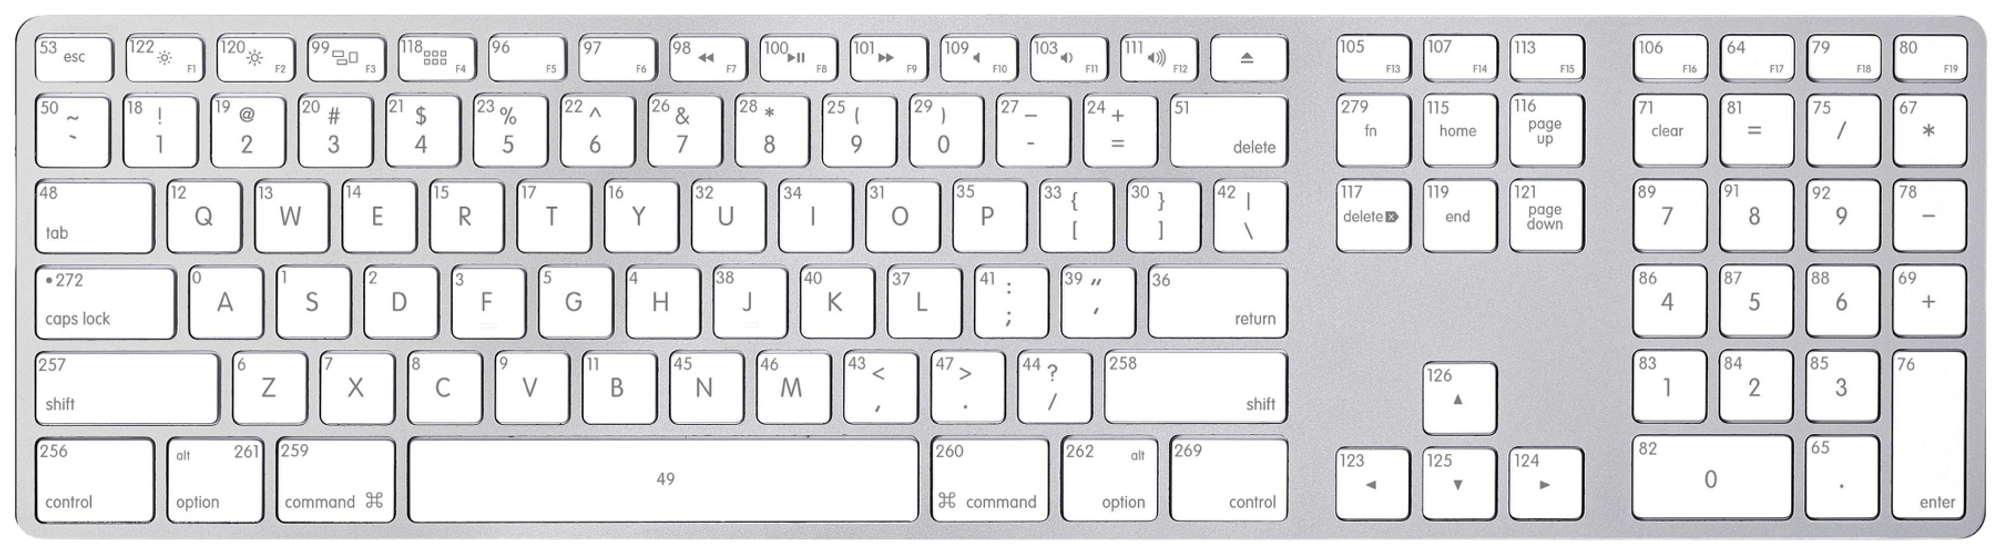 53 esc 122 F1 120 F2 99 F3 118 F4 96 F5 97 F6 98 F7 100 F8 101 F9 109 F10 103 F11 111 F12 105 F13 107 F14 113 F15 106 F16 64 F17 79 F18 80 F19
50 ~ ` 18 ! 1 19 @ 2 20 # 3 21 $ 4 23 % 5 22 ^ 6 26 & 7 28 * 8 25 ( 9 29 ) 0 27 – - 24 + = 51 delete 279 fn 115 home 116 page up 71 clear 81 = 75 / 67 *
48 tab 12 Q 13 W 14 E 15 R 17 T 16 Y 32 U 34 I 31 O 35 P 33 { [ 30 } ] 42 | \ 117 delete 119 end 121 page down 89 7 91 8 92 9 78 –
•272 caps lock 0 A 1 S 2 D 3 F 5 G 4 H 38 J 40 K 37 L 41 : ; 39 " ' 36 return 86 4 87 5 88 6 69 +
257 shift 6 Z 7 X 8 C 9 V 11 B 45 N 46 M 43 < , 47 > . 44 ? / 258 shift 126 ▲ 83 1 84 2 85 3 76 enter
256 control alt 261 option 259 command ⌘ 49 260 ⌘ command 262 alt option 269 control 123 ◄ 125 ▼ 124 ► 82 0 65 .